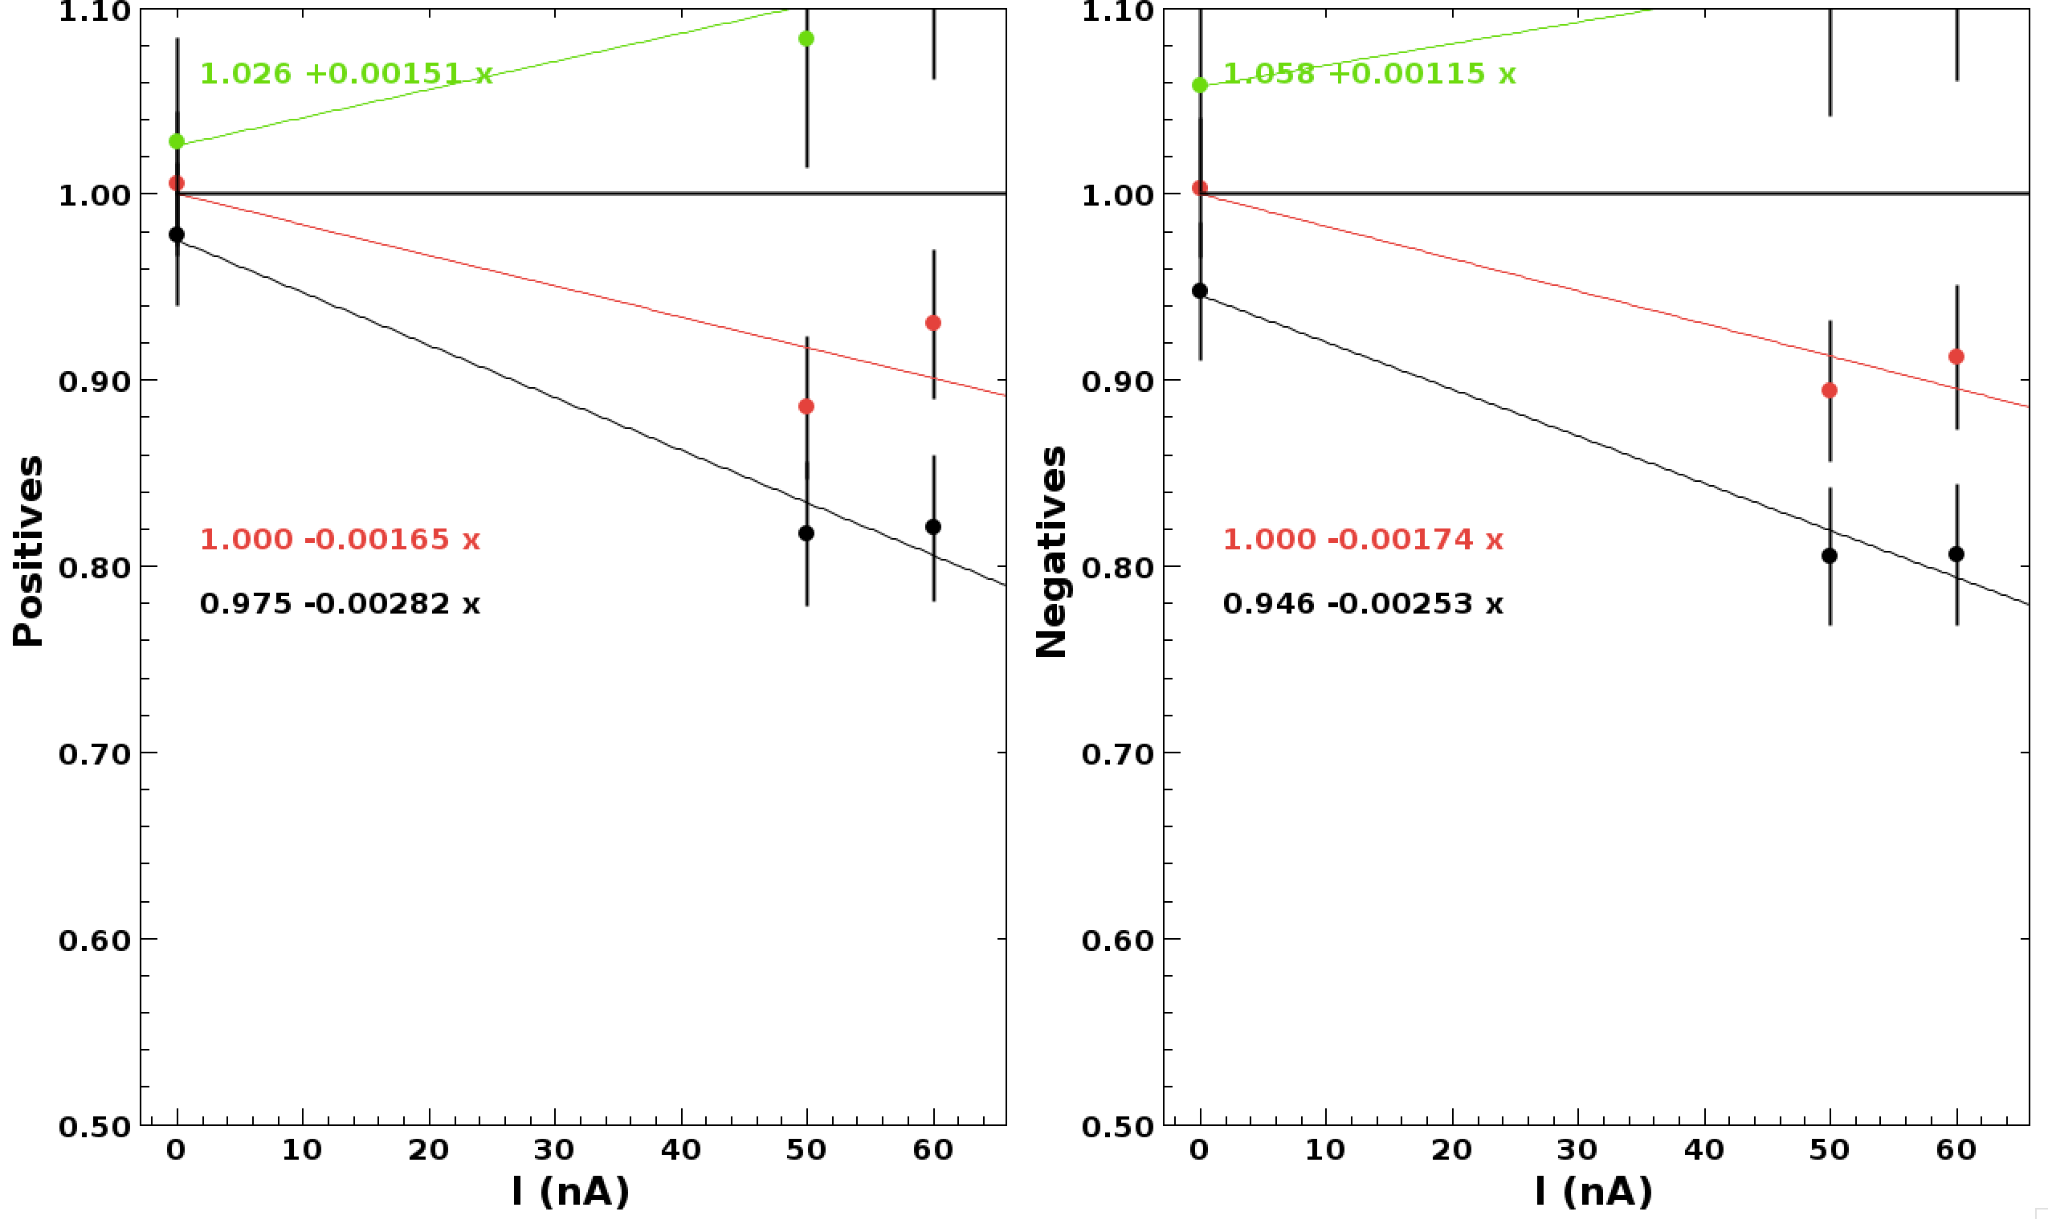 1.10
1.00
0.90
0.80
0.70
0.60
0.50
Positives
1.026 +0.00151 x
1.000 -0.00165 x
0.975 -0.00282 x
0 10 20 30 40 50 60
I (nA)
1.10
1.00
0.90
0.80
0.70
0.60
0.50
Negatives
1.058 +0.00115 x
1.000 -0.00174 x
0.946 -0.00253 x
0 10 20 30 40 50 60
I (nA)